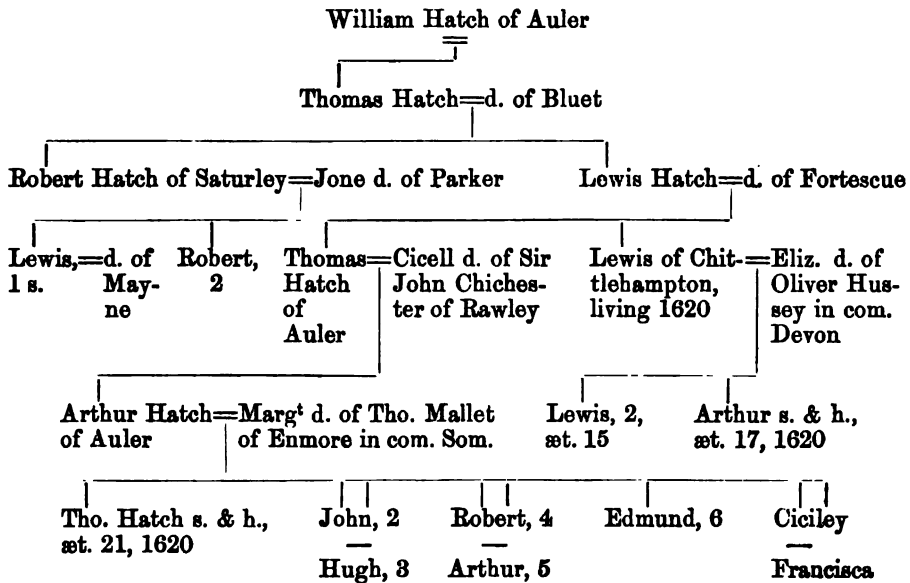 William Hatch of Auler
Thomas Hatch=d. of Bluet
Robert Hatch of Saturley=Jone d. of Parker
Lewis Hatch=d. of Fortescue
Lewis,=d. of
1 s. May-
ne
Robert,
2
Thomas=Cicell d. of Sir
Hatch John Chiches-
of ter of Rawley
Auler
Lewis of Chit-=Eliz. d. of
tlehampton, Oliver Hus-
living 1620 sey in com.
Devon
Arthur Hatch=Margt d. of Tho. Mallet
of Auler of Enmore in com. Som.
Lewis, 2,
æt. 15
Arthur s. & h.,
æt. 17, 1620
Tho. Hatch s. & h.,
æt. 21, 1620
John, 2
Hugh, 3
Robert, 4
Arthur, 5
Edmund, 6
Ciciley
Francisca